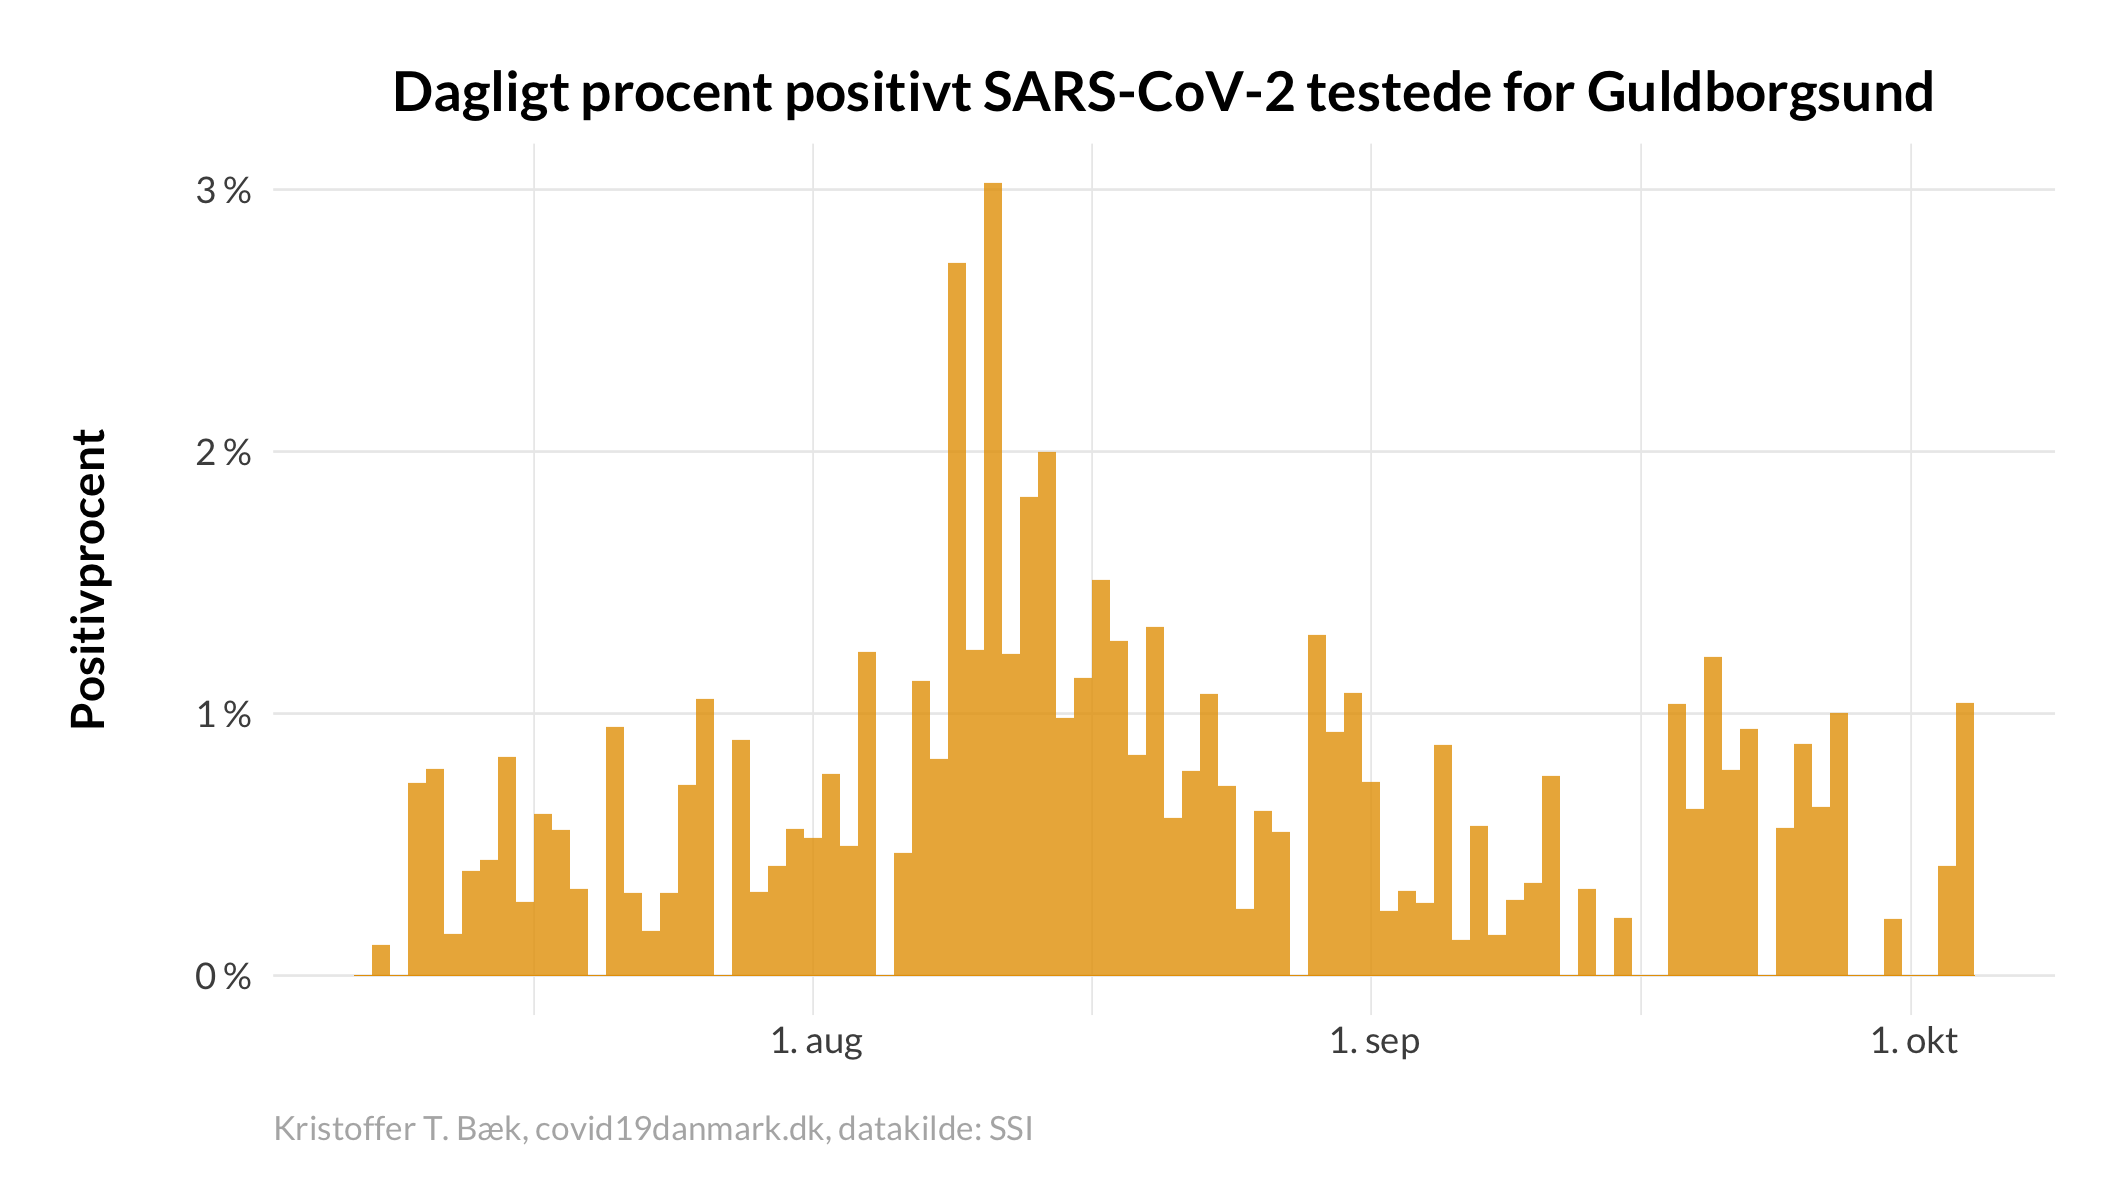 Dagligt procent positivt SARS-CoV-2 testede for Guldborgsund
Positivprocent
3 %
2 %
1 %
0 %
1. aug
1. sep
1. okt
Kristoffer T. Bæk, covid19danmark.dk, datakilde: SSI